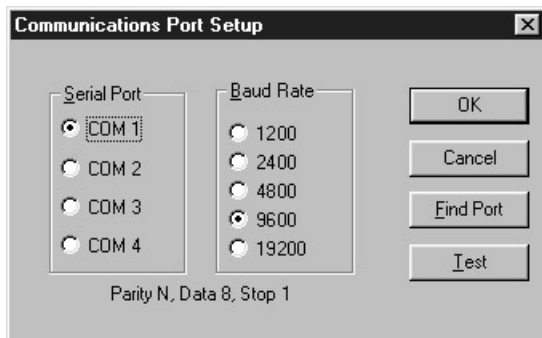 Communications Port Setup
Serial Port
COM 1
COM 2
COM 3
COM 4
Baud Rate
1200
2400
4800
9600
19200
Parity N, Data 8, Stop 1
OK
Cancel
Find Port
Test